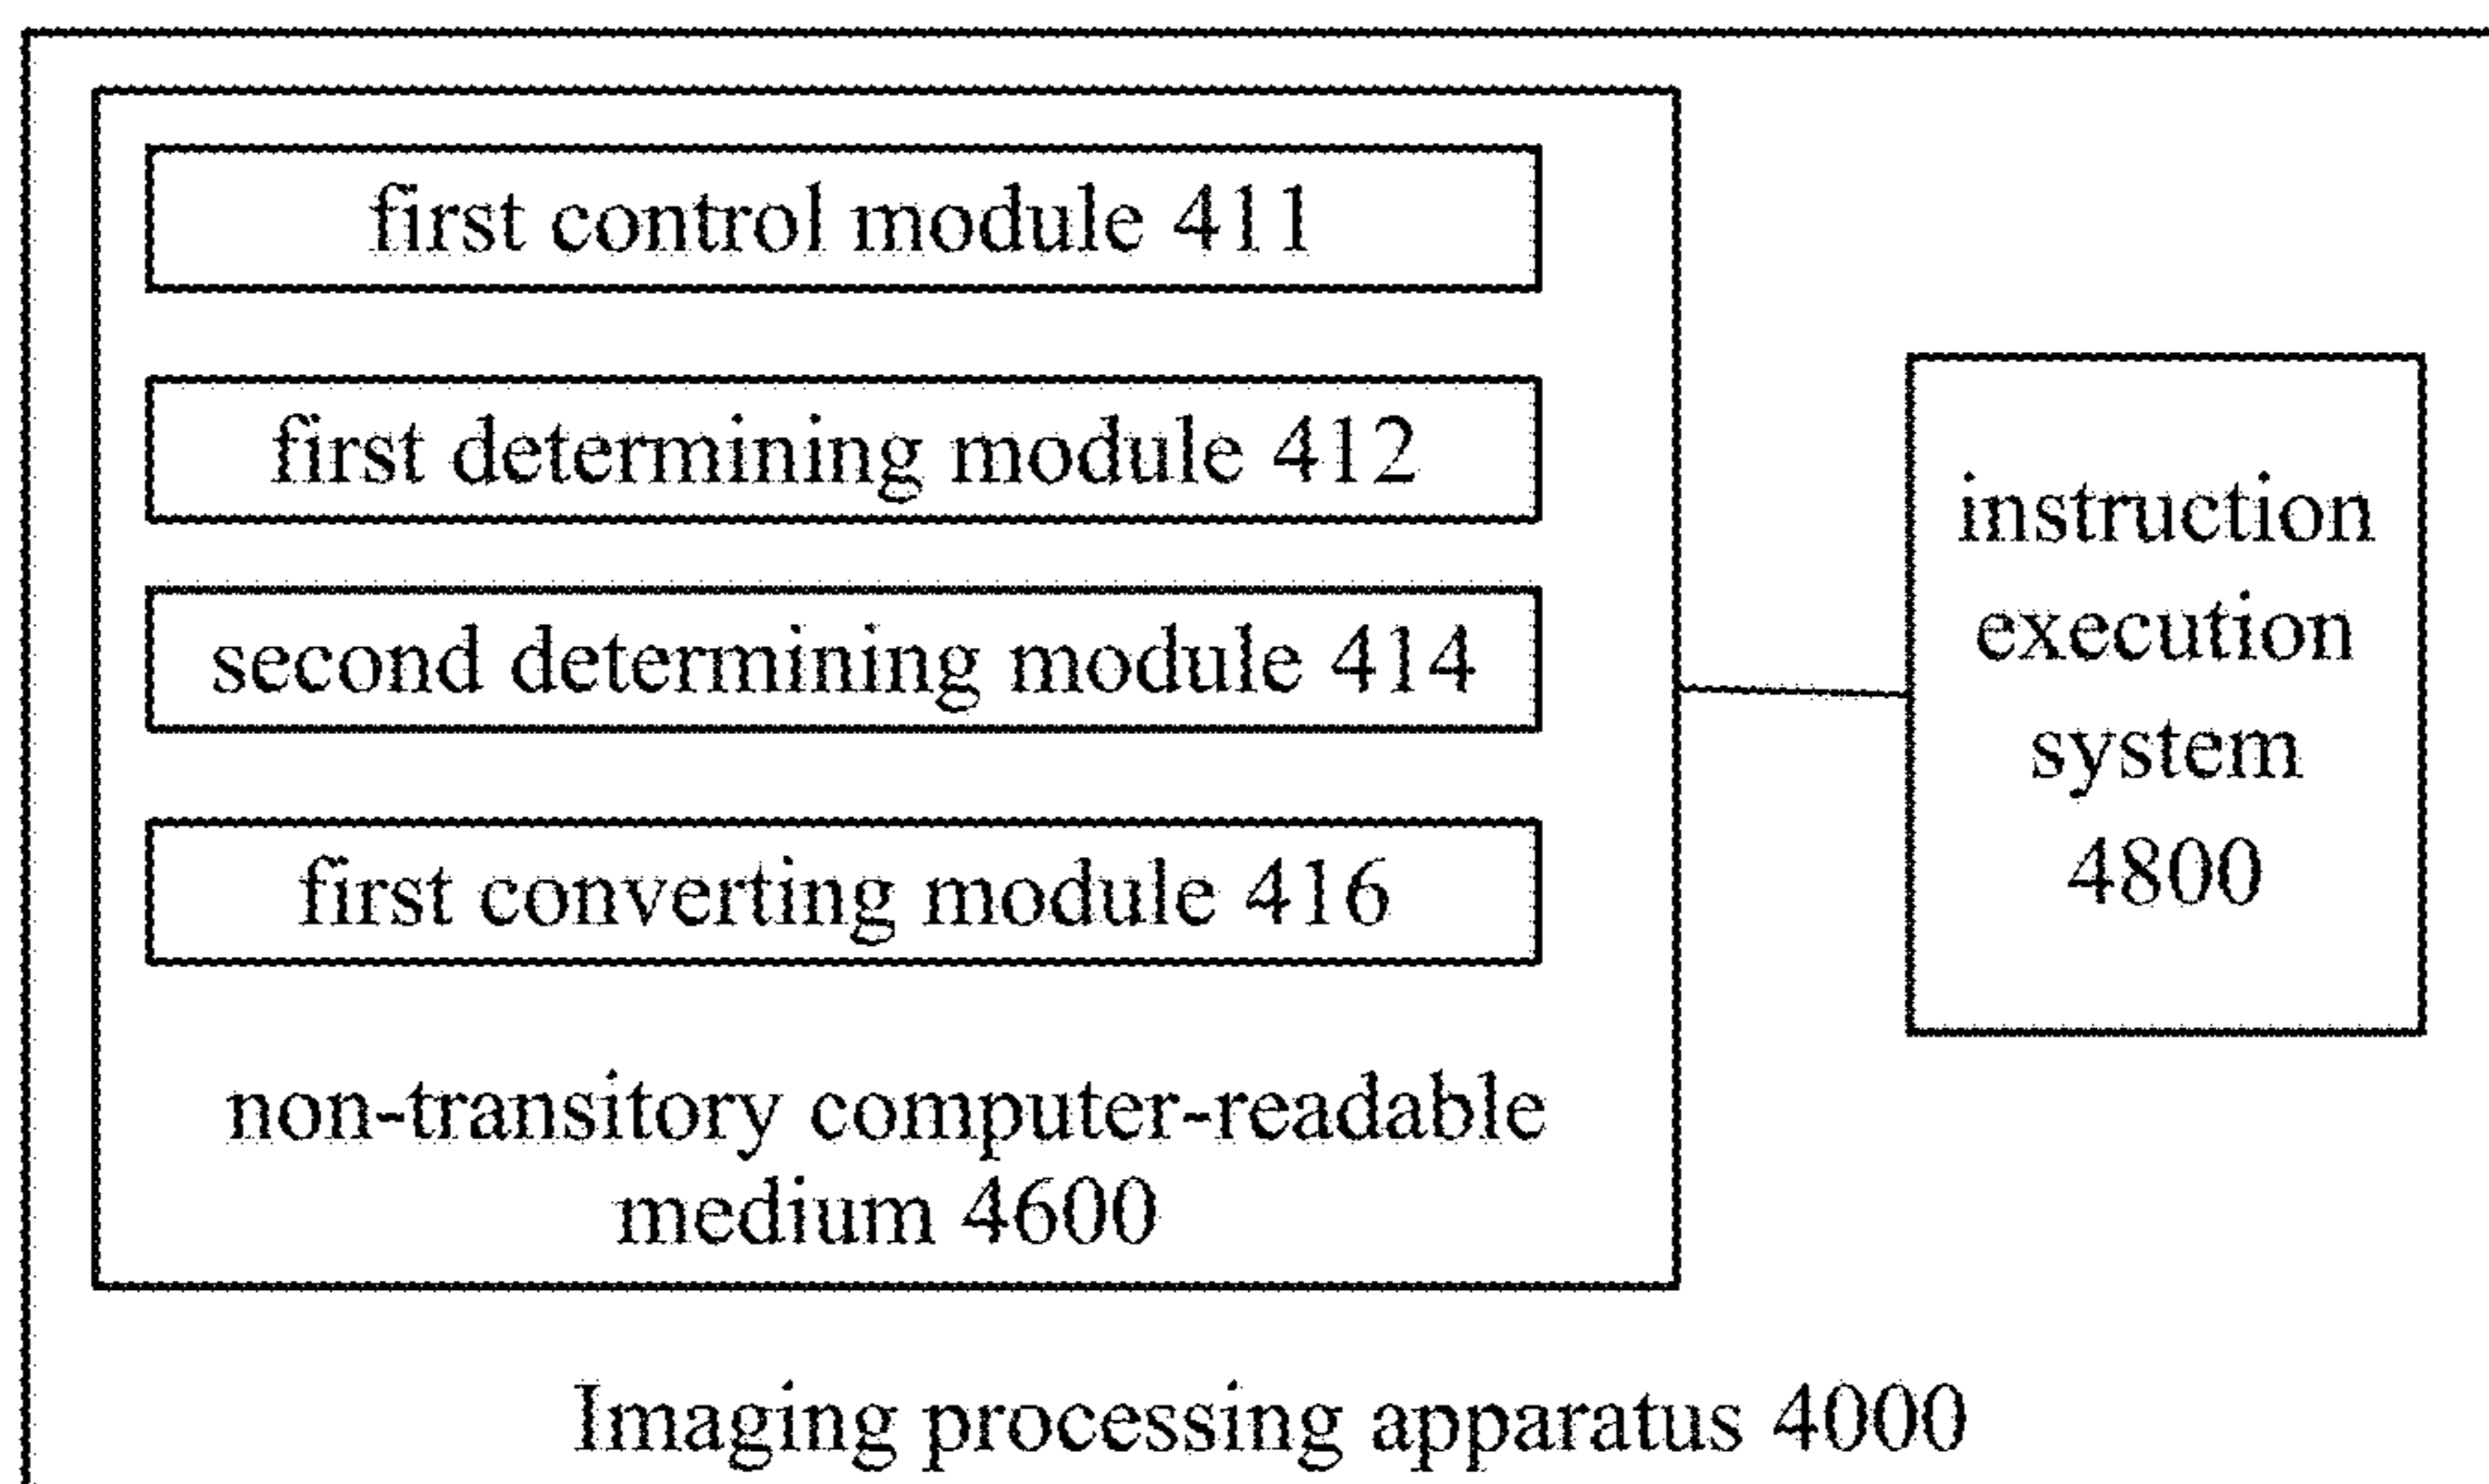 first control module 411
first determining module 412
second determining module 414
first converting module 416
non-transitory computer-readable
medium 4600
instruction
execution
system
4800
Imaging processing apparatus 4000